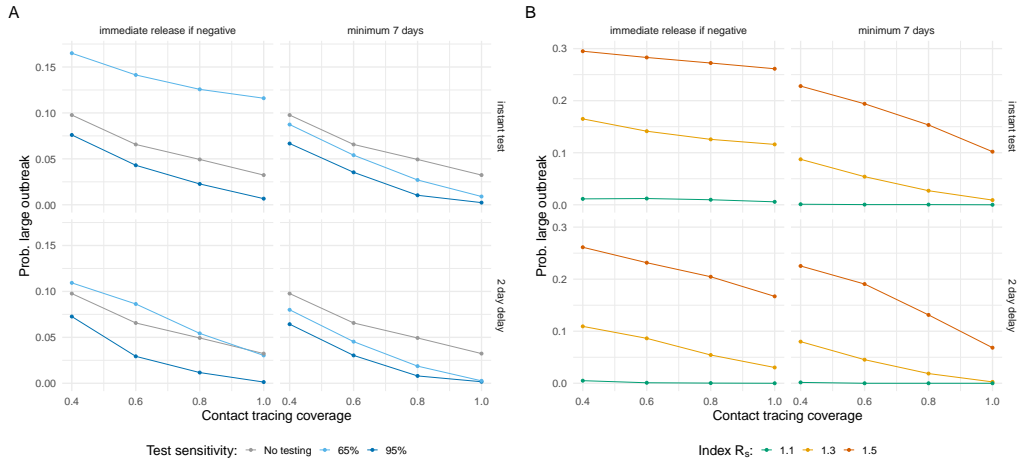 A
immediate release if negative
minimum 7 days
Prob. large outbreak
0.15
0.10
0.05
0.00
instant test
0.15
0.10
0.05
0.00
2 day delay
0.4 0.6 0.8 1.0 0.4 0.6 0.8 1.0
Contact tracing coverage
Test sensitivity: No testing 65% 95%
B
immediate release if negative
minimum 7 days
Prob. large outbreak
0.3
0.2
0.1
0.0
instant test
0.3
0.2
0.1
0.0
2 day delay
0.4 0.6 0.8 1.0 0.4 0.6 0.8 1.0
Contact tracing coverage
Index Rs: 1.1 1.3 1.5